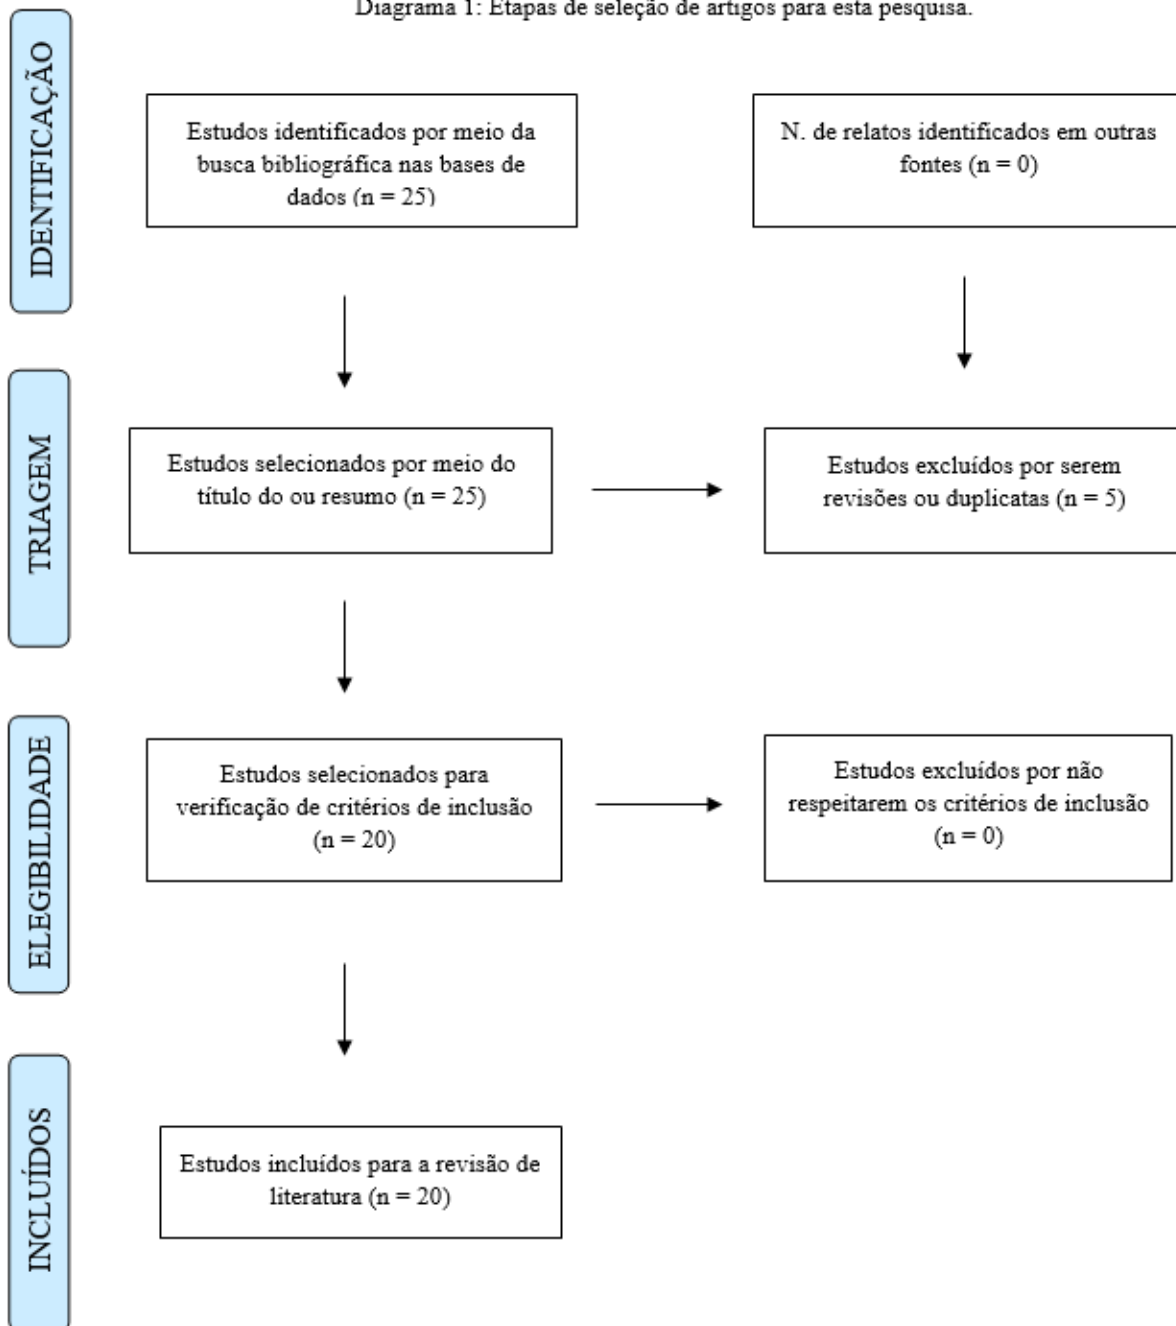 Diagrama 1: Etapas de seleção de artigos para esta pesquisa.
IDENTIFICAÇÃO
Estudos identificados por meio da
busca bibliográfica nas bases de
dados (n = 25)
N. de relatos identificados em outras
fontes (n = 0)
TRIAGEM
Estudos selecionados por meio do
título do ou resumo (n = 25)
Estudos excluídos por serem
revisões ou duplicatas (n = 5)
ELEGIBILIDADE
Estudos selecionados para
verificação de critérios de inclusão
(n = 20)
Estudos excluídos por não
respeitarem os critérios de inclusão
(n = 0)
INCLUÍDOS
Estudos incluídos para a revisão de
literatura (n = 20)